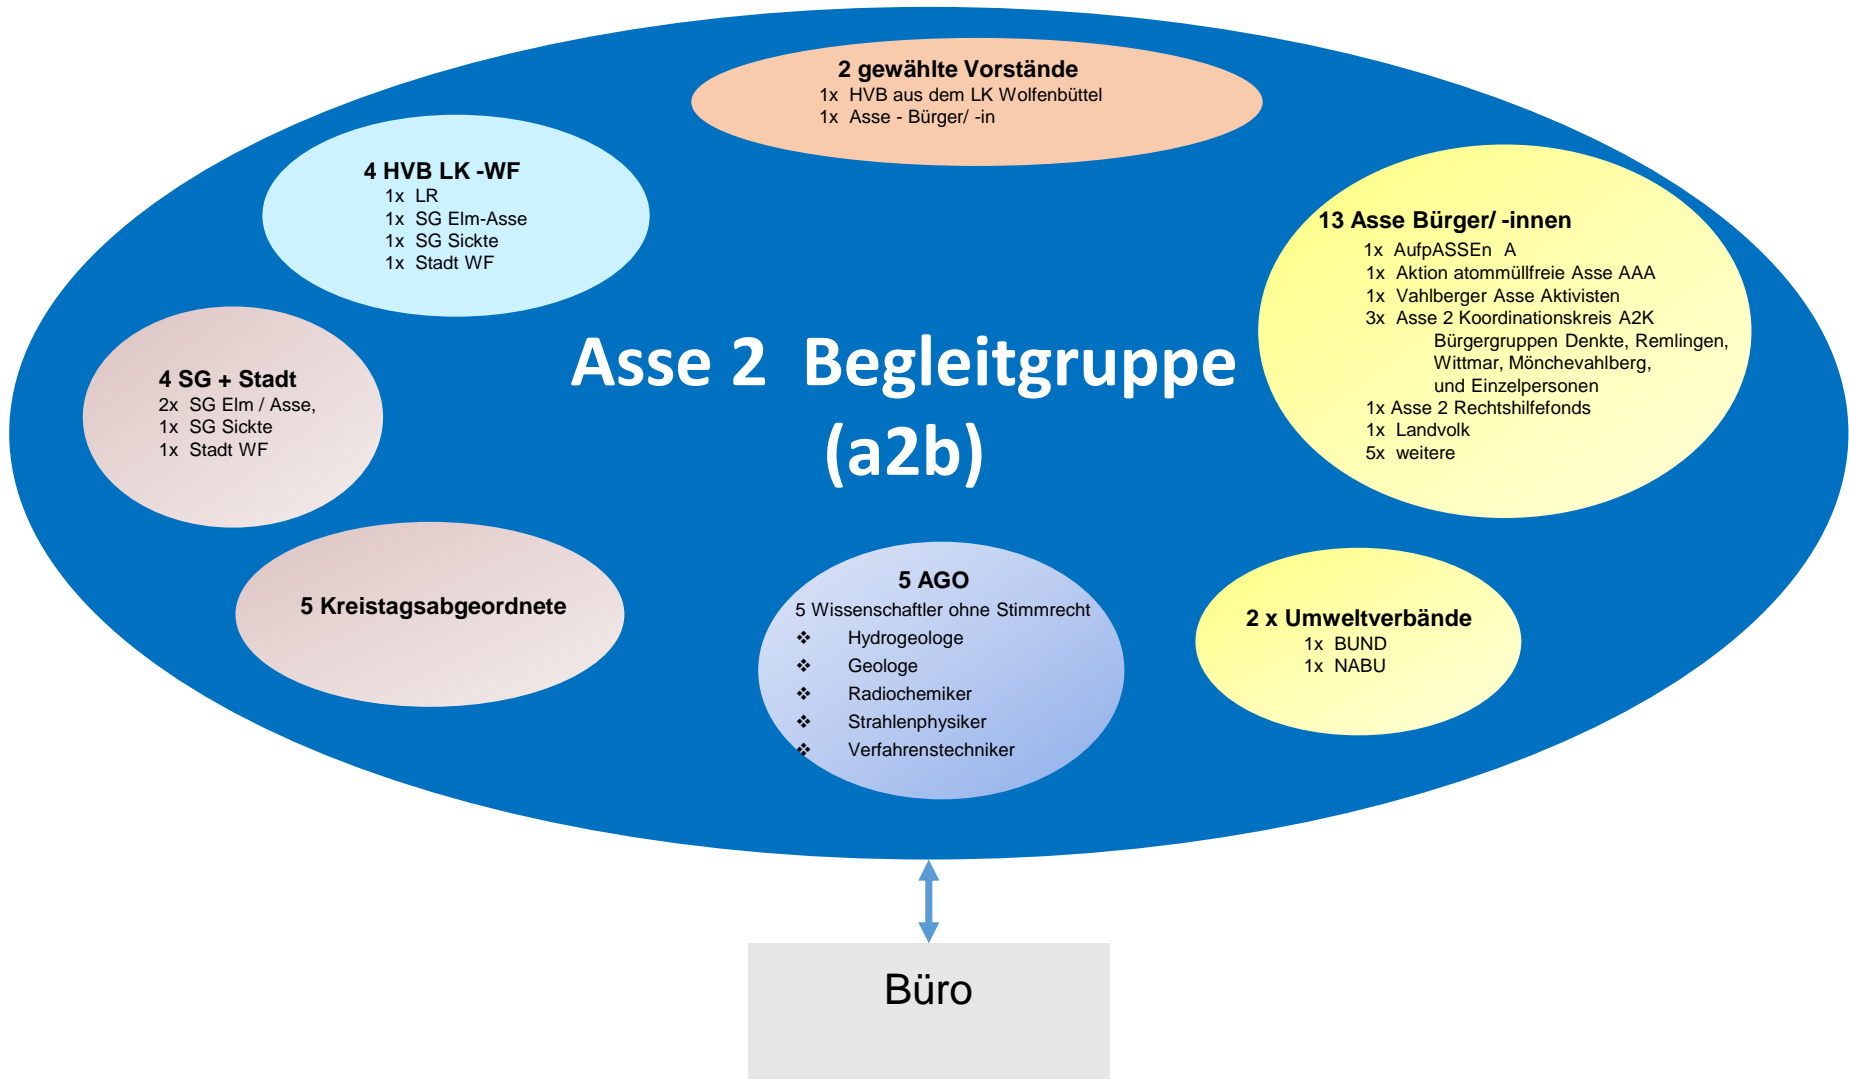 2 gewählte Vorstände
1x HVB aus dem LK Wolfenbüttel
1x Asse - Bürger/ -in
4 HVB LK -WF
1x LR
1x SG Elm-Asse
1x SG Sickte
1x Stadt WF
13 Asse Bürger/ -innen
1x AufpASSEn A
1x Aktion atommüllfreie Asse AAA
1x Vahlberger Asse Aktivisten
3x Asse 2 Koordinationskreis A2K
Bürgergruppen Denkte, Remlingen,
Wittmar, Mönchevahlberg,
und Einzelpersonen
1x Asse 2 Rechtshilfefonds
1x Landvolk
5x weitere
Asse 2 Begleitgruppe
(a2b)
4 SG + Stadt
2x SG Elm / Asse,
1x SG Sickte
1x Stadt WF
5 Kreistagsabgeordnete
5 AGO
5 Wissenschaftler ohne Stimmrecht
❖ Hydrogeologe
❖ Geologe
❖ Radiochemiker
❖ Strahlenphysiker
❖ Verfahrenstechniker
2 x Umweltverbände
1x BUND
1x NABU
Büro